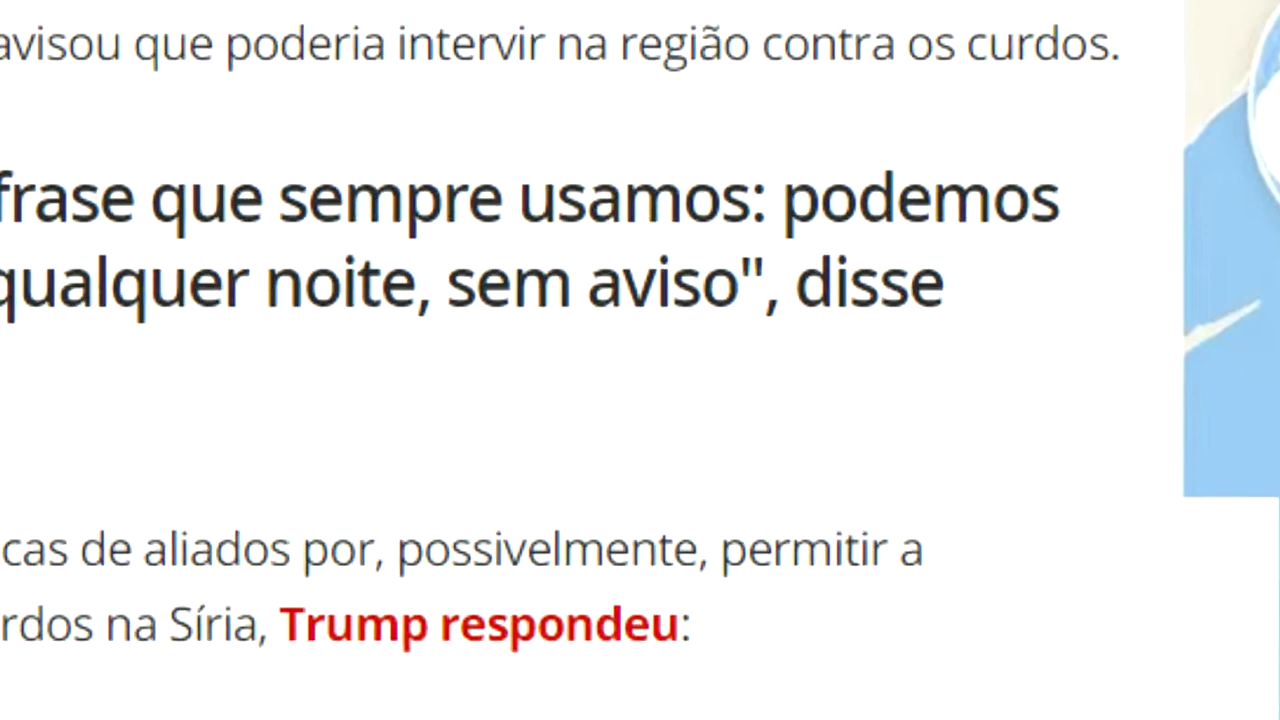 avisou que poderia intervir na região contra os curdos.
frase que sempre usamos: podemos
qualquer noite, sem aviso", disse
cas de aliados por, possivelmente, permitir a
rdos na Síria, Trump respondeu: